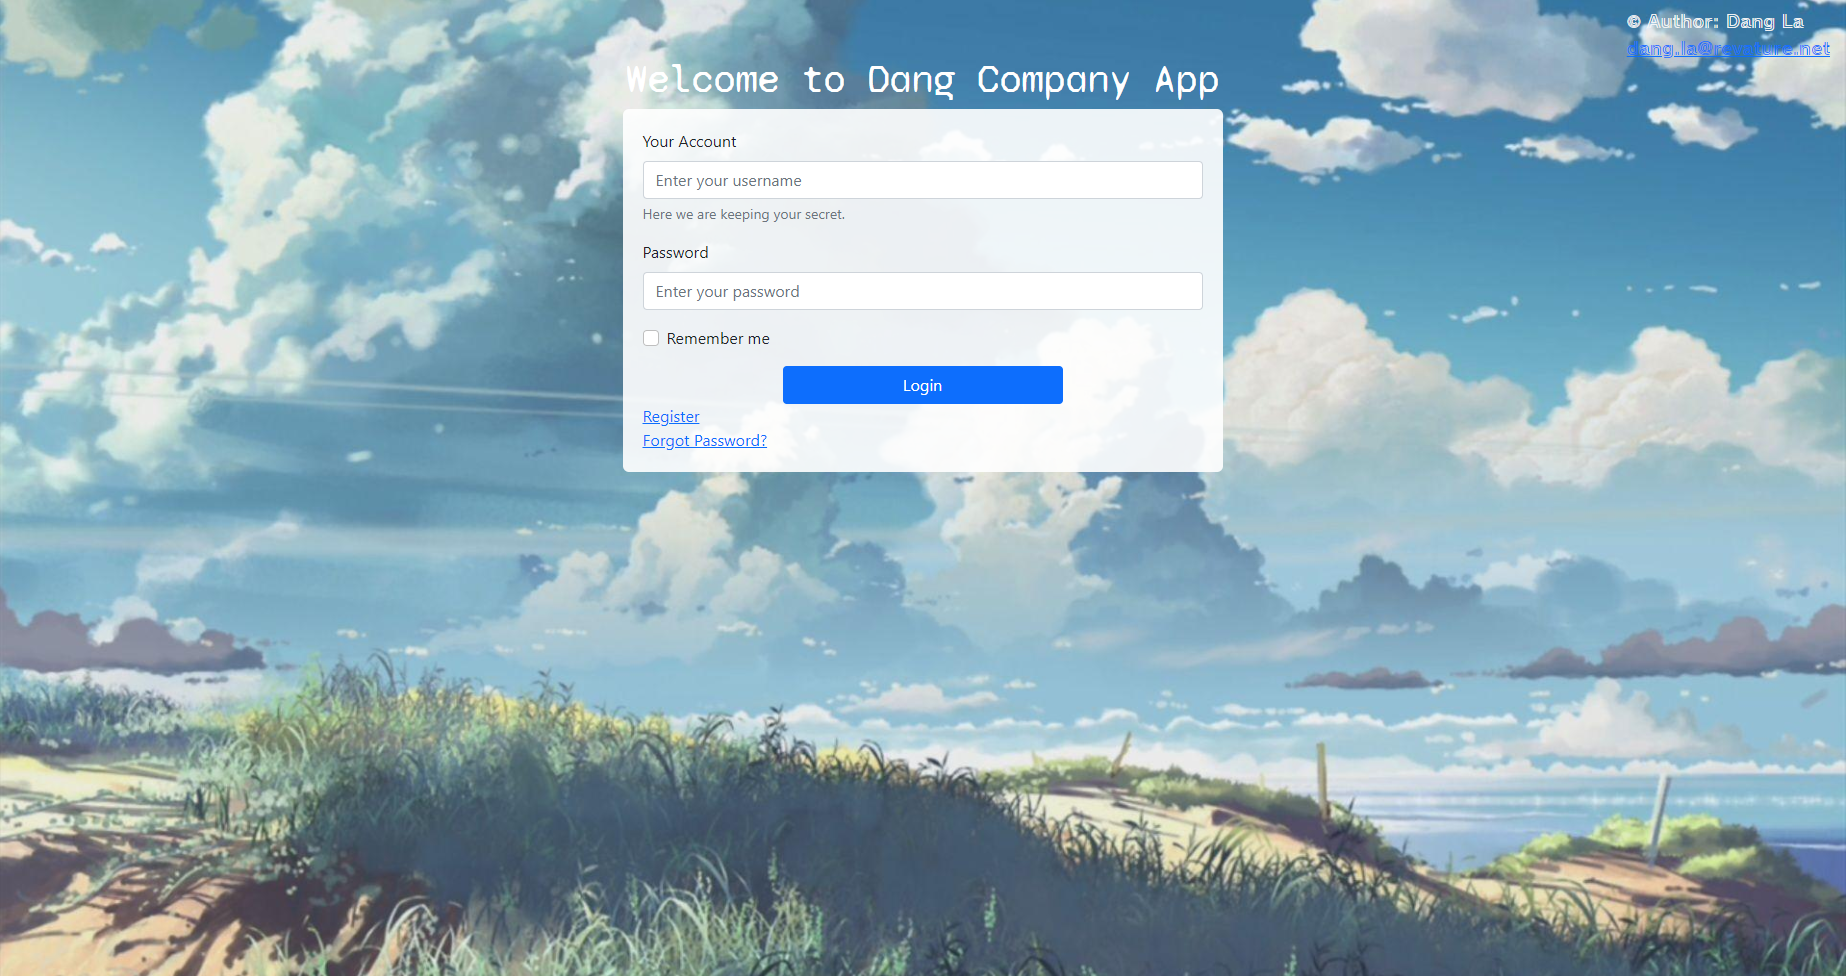 © Author: Dang La
dang.la@revature.net
Welcome to Dang Company App
Your Account
Enter your username
Here we are keeping your secret.
Password
Enter your password
Remember me
Login
Register
Forgot Password?